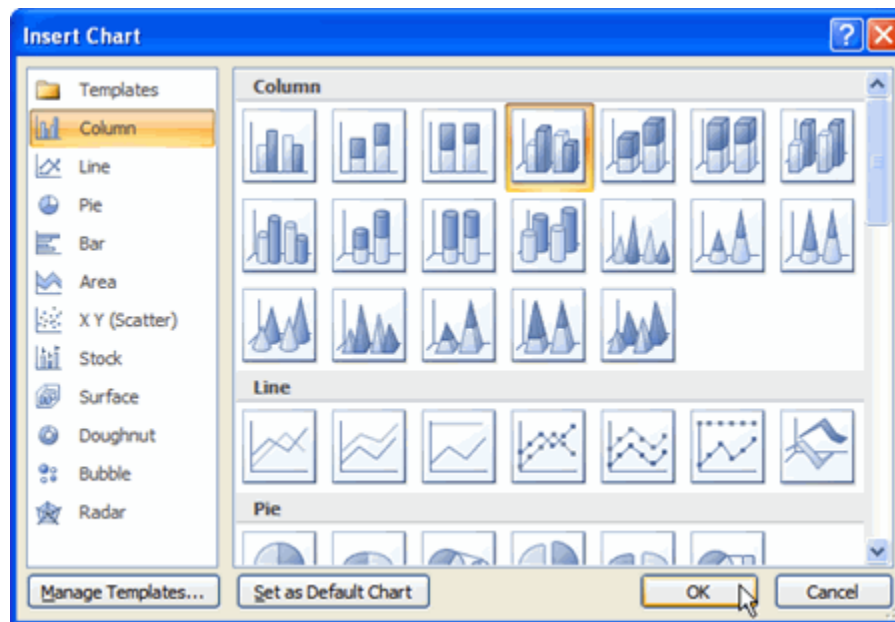 Insert Chart
Templates
Column
Line
Pie
Bar
Area
X Y (Scatter)
Stock
Surface
Doughnut
Bubble
Radar
Column
Line
Pie
Manage Templates...
Set as Default Chart
OK
Cancel